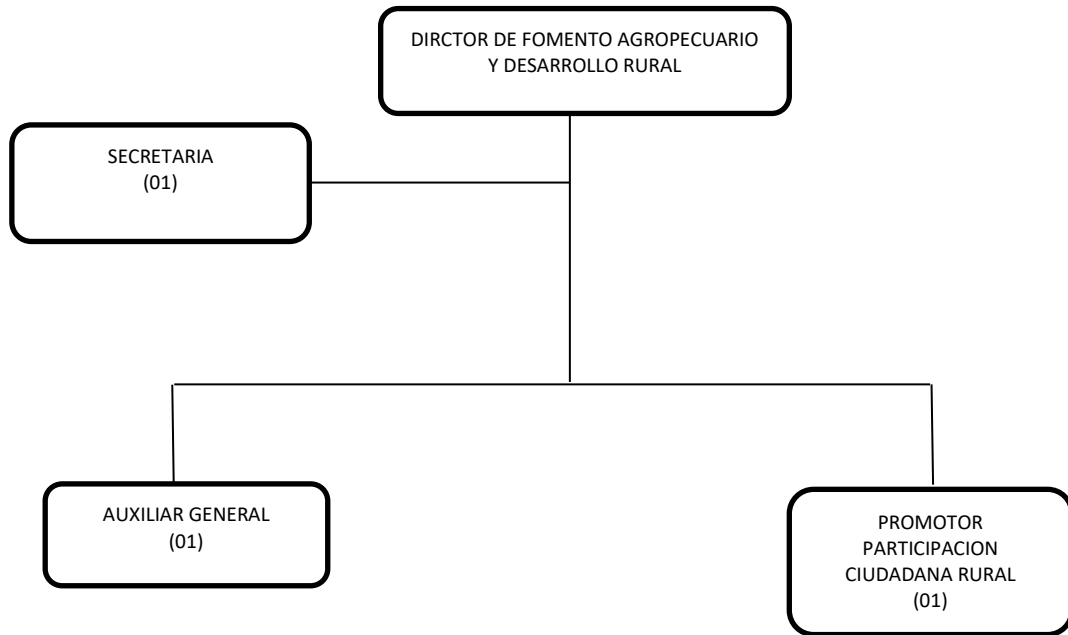 DIRCTOR DE FOMENTO AGROPECUARIO
Y DESARROLLO RURAL
SECRETARIA
(01)
AUXILIAR GENERAL
(01)
PROMOTOR
PARTICIPACION
CIUDADANA RURAL
(01)